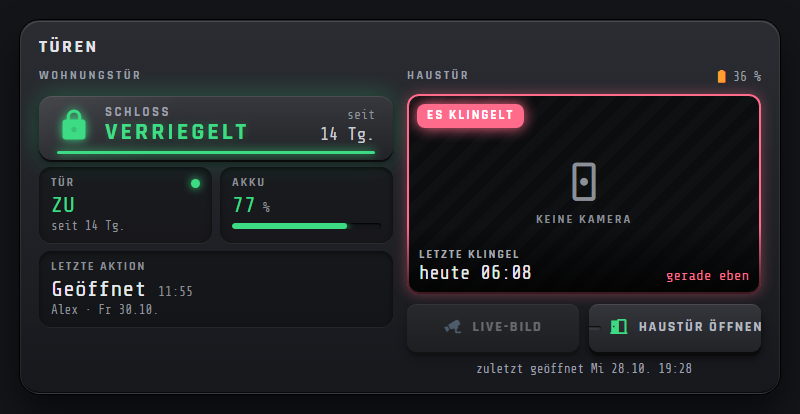 TÜREN
WOHNUNGSTÜR
SCHLOSS
VERRIEGELT
seit
14 Tg.
TÜR
ZU
seit 14 Tg.
AKKU
77 %
LETZTE AKTION
Geöffnet 11:55
Alex · Fr 30.10.
HAUSTÜR
36 %
ES KLINGELT
KEINE KAMERA
LETZTE KLINGEL
heute 06:08
gerade eben
LIVE-BILD
HAUSTÜR ÖFFNEN
zuletzt geöffnet Mi 28.10. 19:28